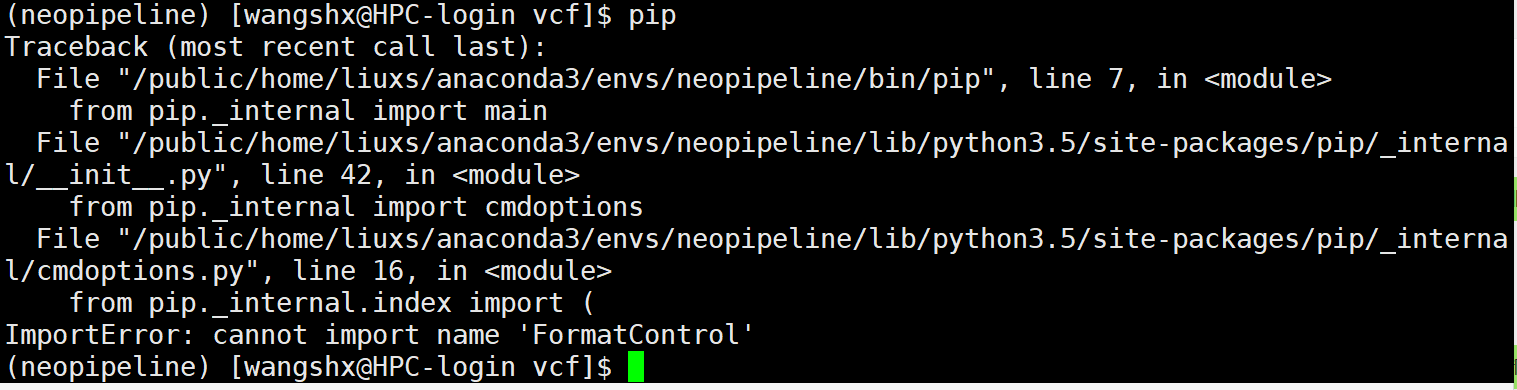 (neopipeline) [wangshx@HPC-login vcf]$ pip
Traceback (most recent call last):
  File "/public/home/liuxs/anaconda3/envs/neopipeline/bin/pip", line 7, in <module>
    from pip._internal import main
  File "/public/home/liuxs/anaconda3/envs/neopipeline/lib/python3.5/site-packages/pip/_interna
l/__init__.py", line 42, in <module>
    from pip._internal import cmdoptions
  File "/public/home/liuxs/anaconda3/envs/neopipeline/lib/python3.5/site-packages/pip/_interna
l/cmdoptions.py", line 16, in <module>
    from pip._internal.index import (
ImportError: cannot import name 'FormatControl'
(neopipeline) [wangshx@HPC-login vcf]$